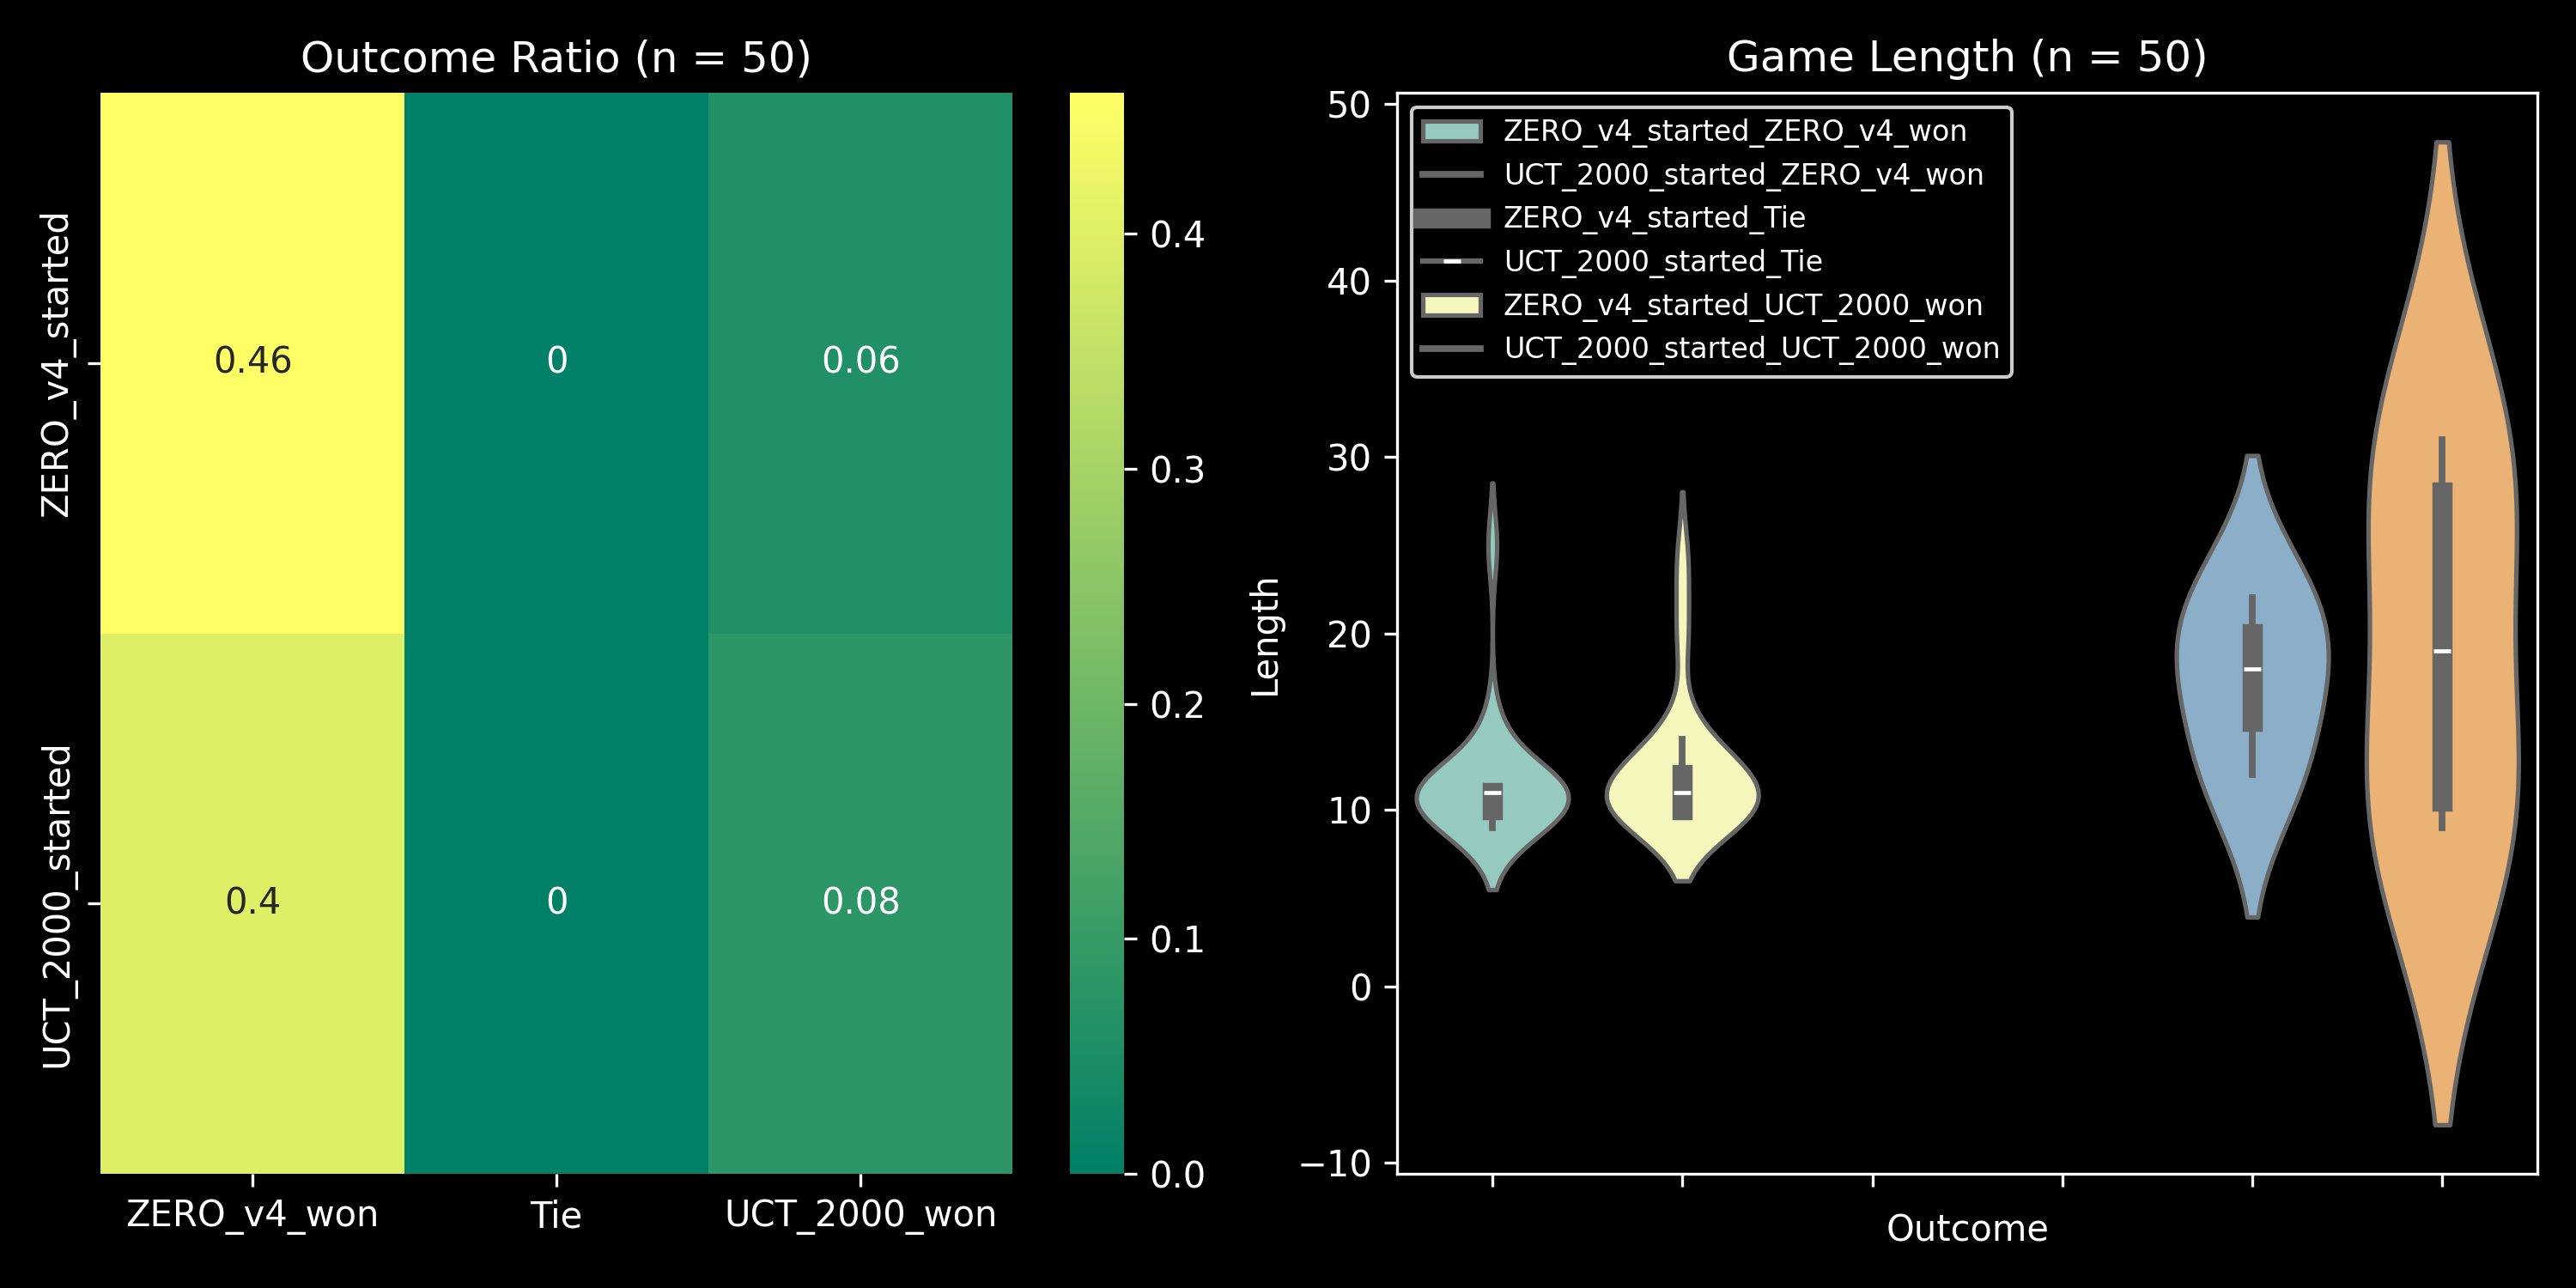 Outcome Ratio (n = 50)
ZERO_v4_started
UCT_2000_started
0.46
0
0.06
0.4
0
0.08
ZERO_v4_won
Tie
UCT_2000_won
0.4
0.3
0.2
0.1
0.0
Game Length (n = 50)
Length
50
40
30
20
10
0
−10
ZERO_v4_started_ZERO_v4_won
UCT_2000_started_ZERO_v4_won
ZERO_v4_started_Tie
UCT_2000_started_Tie
ZERO_v4_started_UCT_2000_won
UCT_2000_started_UCT_2000_won
Outcome